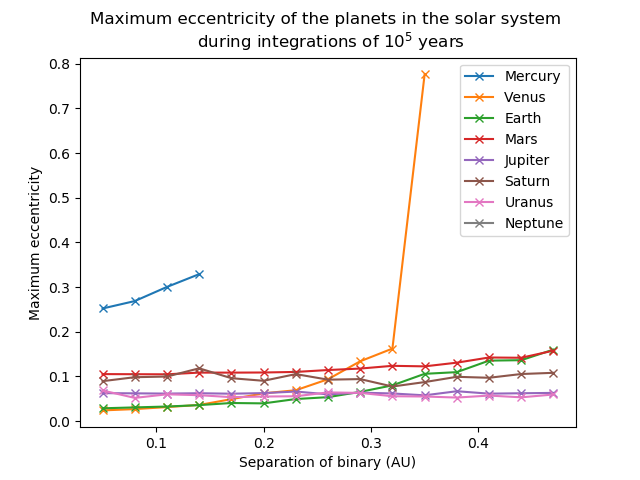 Maximum eccentricity of the planets in the solar system
during integrations of 10⁵ years
0.8
0.7
0.6
0.5
0.4
0.3
0.2
0.1
0.0
Maximum eccentricity
Mercury
Venus
Earth
Mars
Jupiter
Saturn
Uranus
Neptune
0.1 0.2 0.3 0.4
Separation of binary (AU)